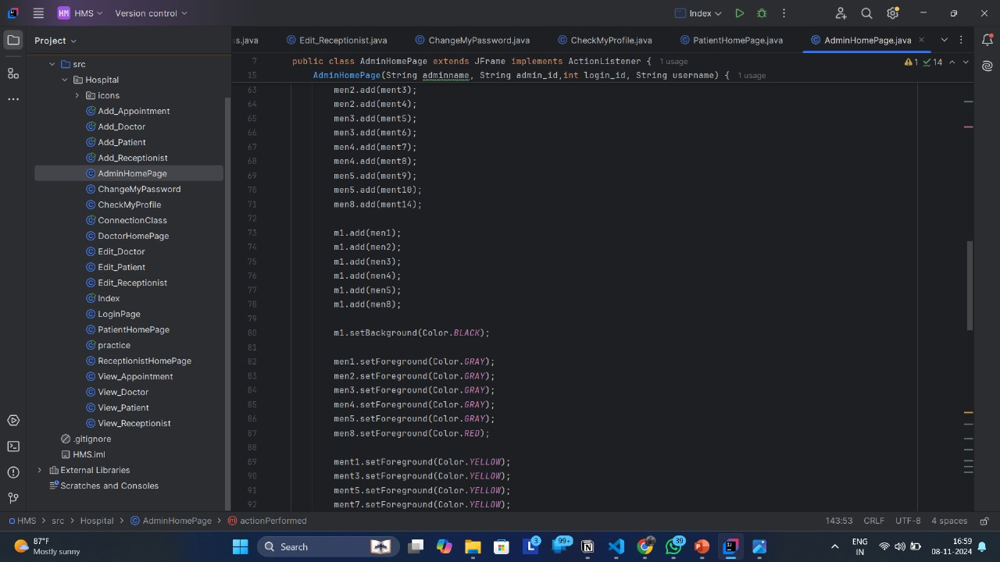 HM HMS Version control Index
Project
s.java Edit_Receptionist.java ChangeMyPassword.java CheckMyProfile.java PatientHomePage.java AdminHomePage.java
7 public class AdminHomePage extends JFrame implements ActionListener { 1 usage 1 14
15 AdminHomePage(String adminname, String admin_id,int login_id, String username) { 1 usage
src
Hospital
icons
Add_Appointment
Add_Doctor
Add_Patient
Add_Receptionist
AdminHomePage
ChangeMyPassword
CheckMyProfile
ConnectionClass
DoctorHomePage
Edit_Doctor
Edit_Patient
Edit_Receptionist
Index
LoginPage
PatientHomePage
practice
ReceptionistHomePage
View_Appointment
View_Doctor
View_Patient
View_Receptionist
.gitignore
HMS.iml
External Libraries
Scratches and Consoles
63 men2.add(ment3);
64 men2.add(ment4);
65 men3.add(ment5);
66 men3.add(ment6);
67 men4.add(ment7);
68 men4.add(ment8);
69 men5.add(ment9);
70 men5.add(ment10);
71 men8.add(ment14);
72
73 m1.add(men1);
74 m1.add(men2);
75 m1.add(men3);
76 m1.add(men4);
77 m1.add(men5);
78 m1.add(men8);
79
80 m1.setBackground(Color.BLACK);
81
82 men1.setForeground(Color.GRAY);
83 men2.setForeground(Color.GRAY);
84 men3.setForeground(Color.GRAY);
85 men4.setForeground(Color.GRAY);
86 men5.setForeground(Color.GRAY);
87 men8.setForeground(Color.RED);
88
89 ment1.setForeground(Color.YELLOW);
90 ment3.setForeground(Color.YELLOW);
91 ment5.setForeground(Color.YELLOW);
92 ment7.setForeground(Color.YELLOW);
HMS > src > Hospital > AdminHomePage > actionPerformed 143:53 CRLF UTF-8 4 spaces
87°F
Mostly sunny
Search
3
99+
39
ENG
IN
16:59
08-11-2024